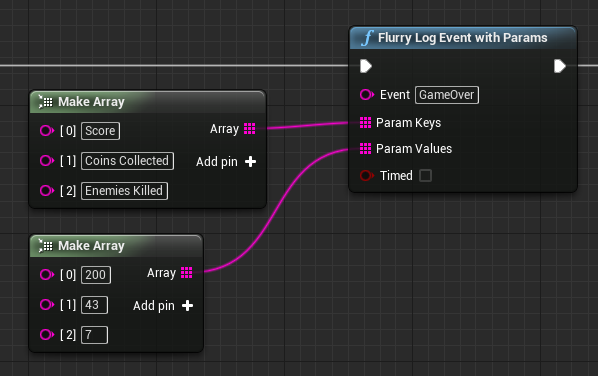 Flurry Log Event with Params
Event GameOver
Param Keys
Param Values
Timed
Make Array
[0] Score
Array
[1] Coins Collected
Add pin
[2] Enemies Killed
Make Array
[0] 200
Array
[1] 43
Add pin
[2] 7